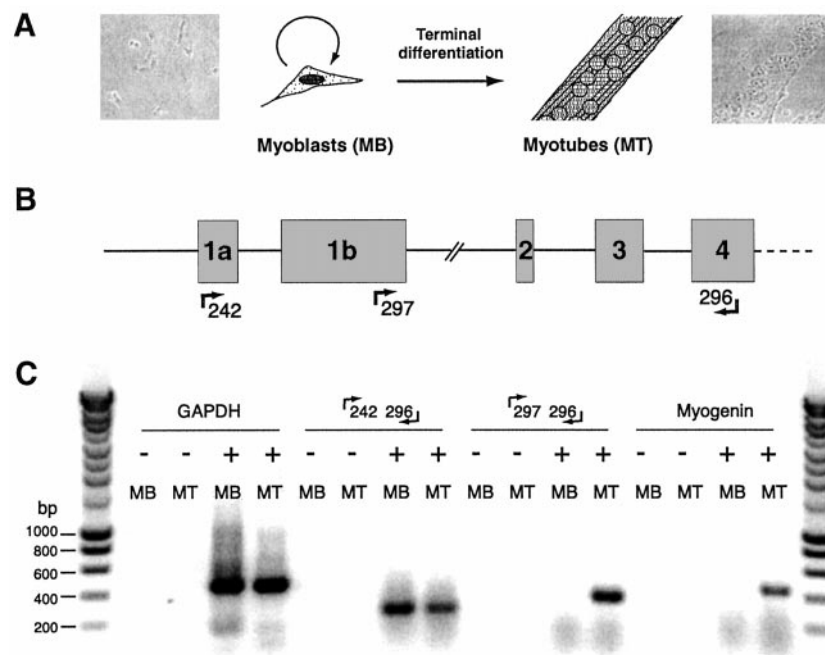 A
Terminal
differentiation
Myoblasts (MB)
Myotubes (MT)
B
1a 1b 2 3 4
242 297 296
C
GAPDH 242 296 297 296 Myogenin
- - + + - - + + - - + + - - + +
MB MT MB MT MB MT MB MT MB MT MB MT MB MT MB MT
bp
1000
800
600
400
200